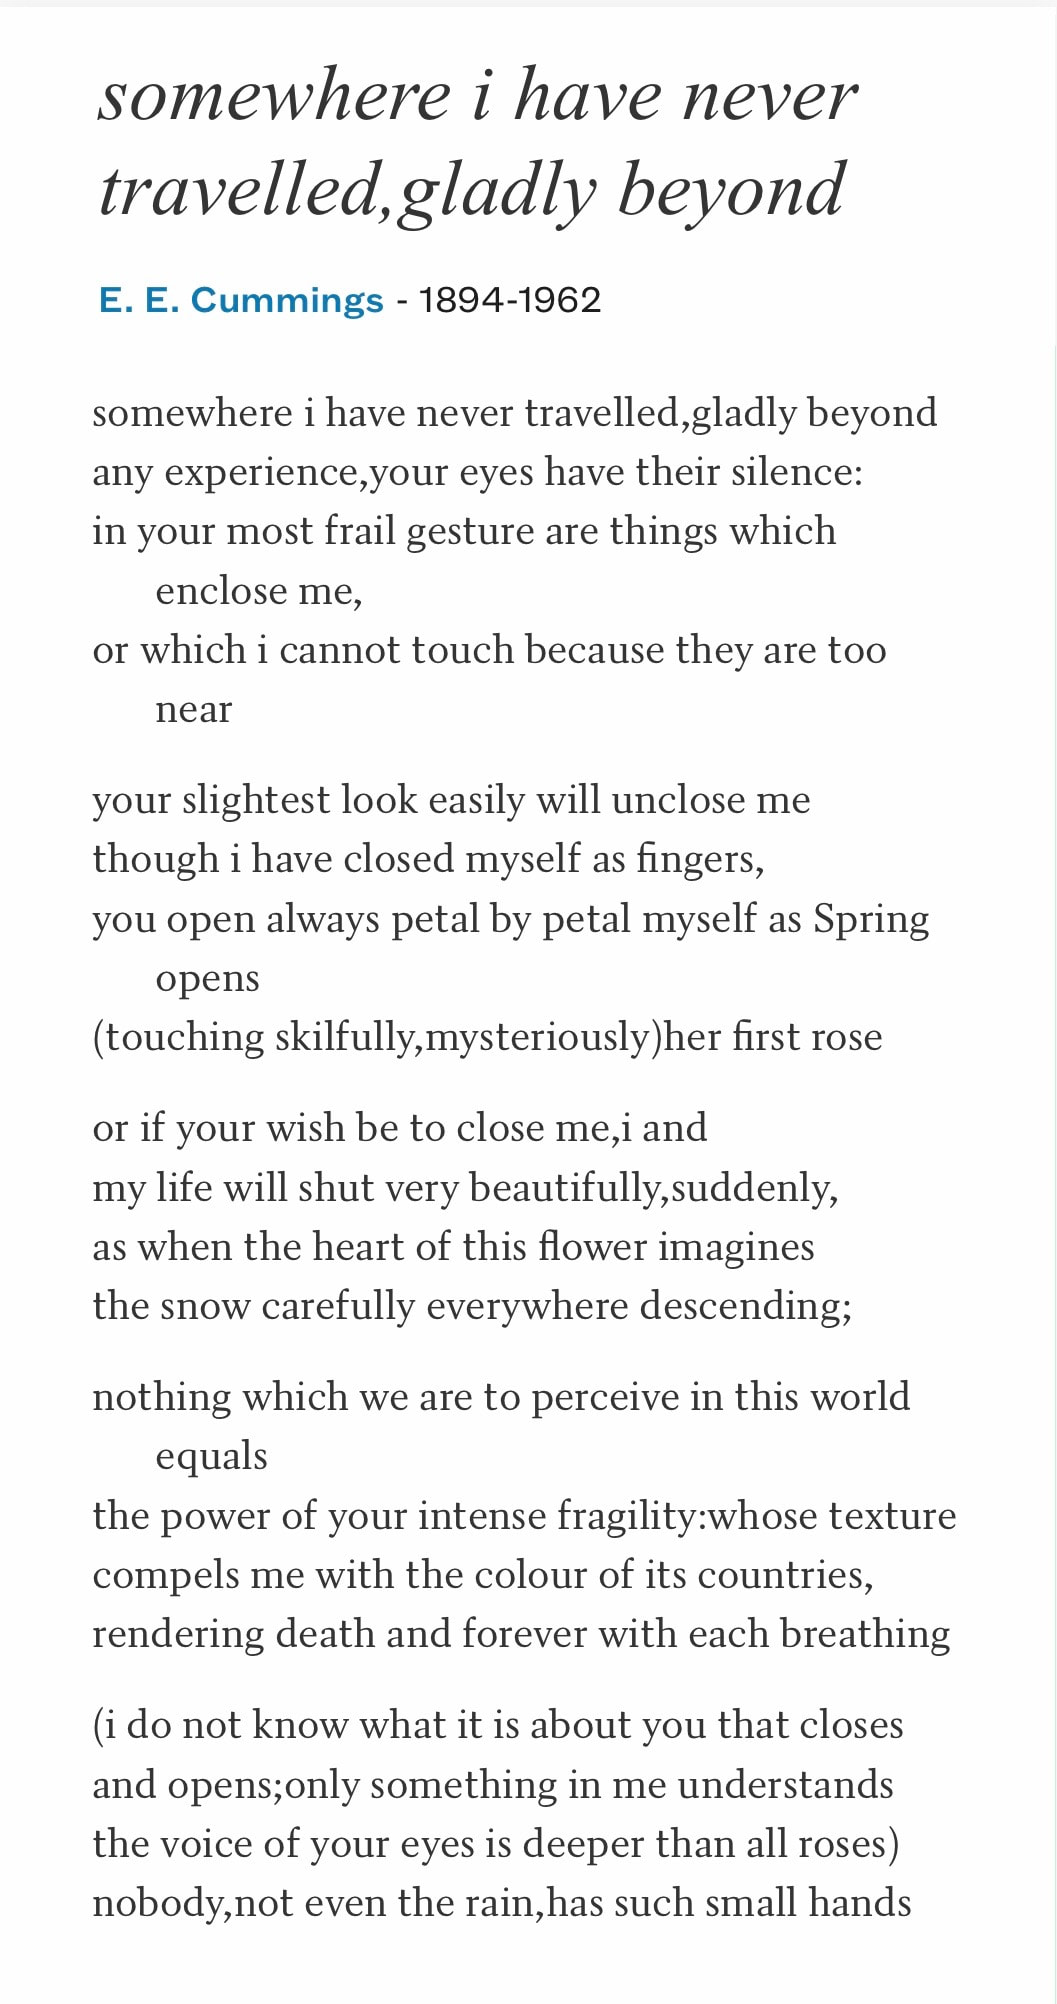 somewhere i have never
travelled,gladly beyond
E. E. Cummings - 1894-1962
somewhere i have never travelled,gladly beyond
any experience,your eyes have their silence:
in your most frail gesture are things which
enclose me,
or which i cannot touch because they are too
near
your slightest look easily will unclose me
though i have closed myself as fingers,
you open always petal by petal myself as Spring
opens
(touching skilfully,mysteriously)her first rose
or if your wish be to close me,i and
my life will shut very beautifully,suddenly,
as when the heart of this flower imagines
the snow carefully everywhere descending;
nothing which we are to perceive in this world
equals
the power of your intense fragility:whose texture
compels me with the colour of its countries,
rendering death and forever with each breathing
(i do not know what it is about you that closes
and opens;only something in me understands
the voice of your eyes is deeper than all roses)
nobody,not even the rain,has such small hands